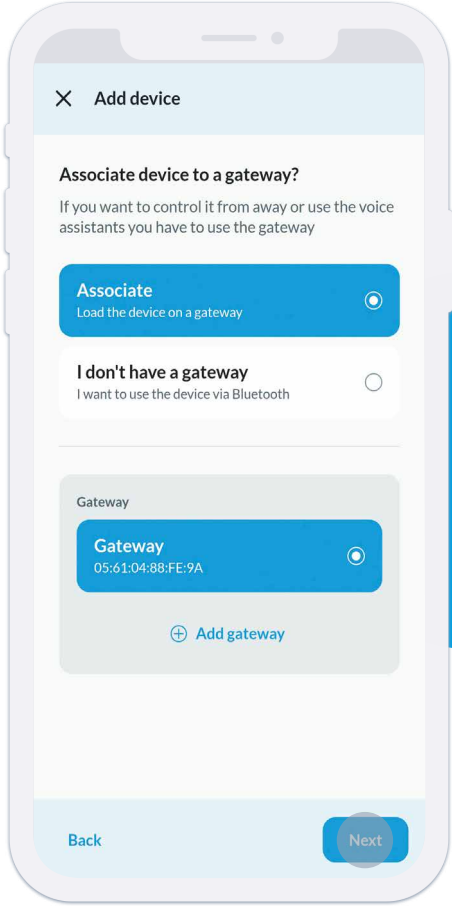 Add device
Associate device to a gateway?
If you want to control it from away or use the voice
assistants you have to use the gateway
Associate
Load the device on a gateway
I don't have a gateway
I want to use the device via Bluetooth
Gateway
Gateway
05:61:04:88:FE:9A
Add gateway
Back
Next